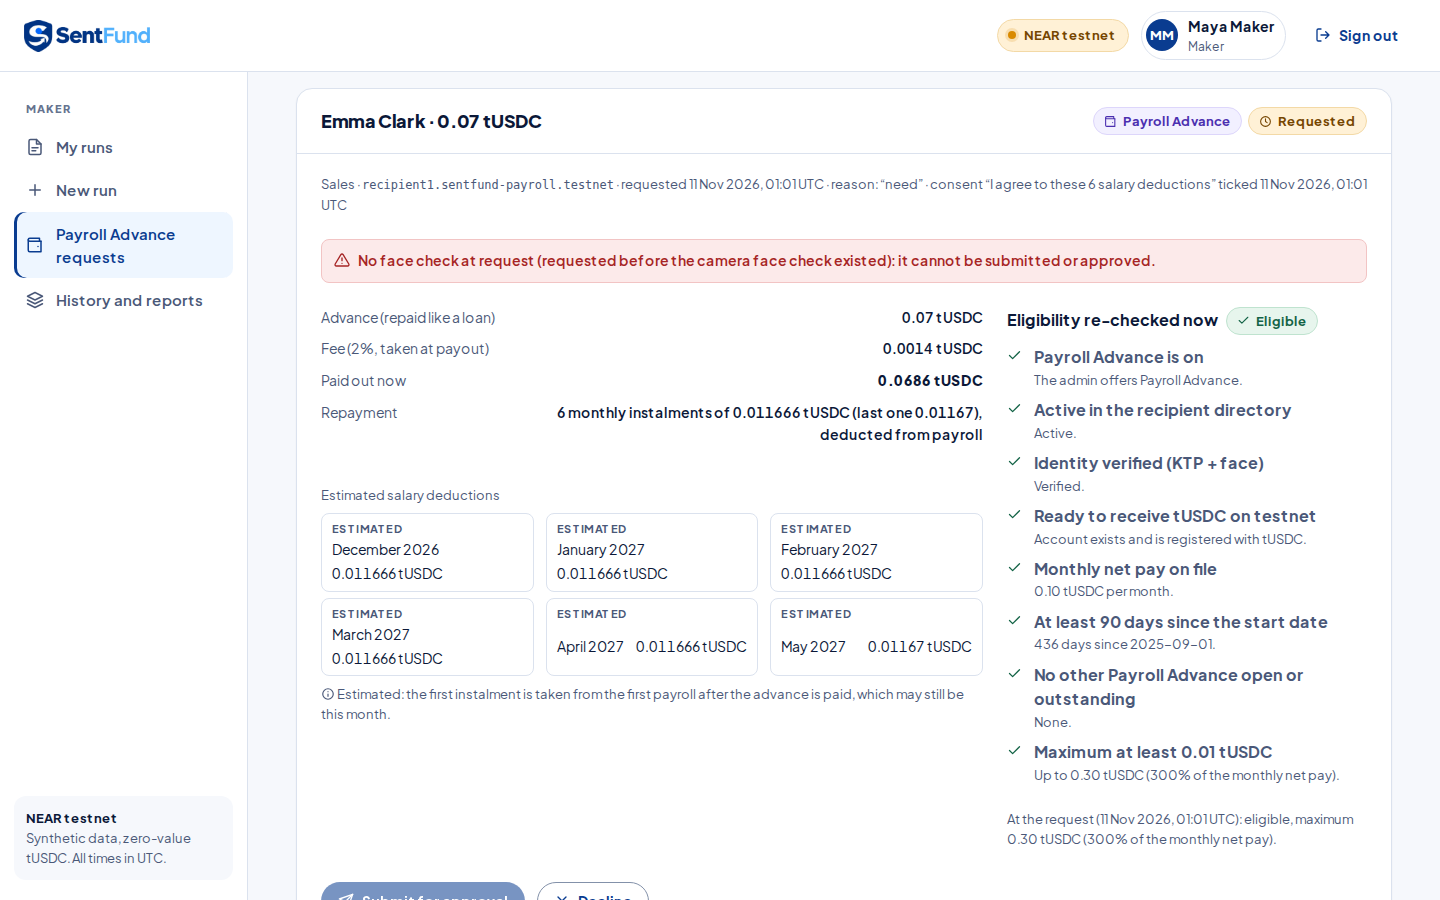 SentFund
NEAR testnet
MM
Maya Maker
Maker
Sign out
MAKER
My runs
New run
Payroll Advance
requests
History and reports
NEAR testnet
Synthetic data, zero-value
tUSDC. All times in UTC.
Emma Clark · 0.07 tUSDC
Payroll Advance
Requested
Sales · recipient1.sentfund-payroll.testnet · requested 11 Nov 2026, 01:01 UTC · reason: “need” · consent “I agree to these 6 salary deductions” ticked 11 Nov 2026, 01:01
UTC
No face check at request (requested before the camera face check existed): it cannot be submitted or approved.
Advance (repaid like a loan) 0.07 tUSDC
Fee (2%, taken at payout) 0.0014 tUSDC
Paid out now 0.0686 tUSDC
Repayment 6 monthly instalments of 0.011666 tUSDC (last one 0.01167),
deducted from payroll
Estimated salary deductions
ESTIMATED
December 2026
0.011666 tUSDC
ESTIMATED
January 2027
0.011666 tUSDC
ESTIMATED
February 2027
0.011666 tUSDC
ESTIMATED
March 2027
0.011666 tUSDC
ESTIMATED
April 2027 0.011666 tUSDC
ESTIMATED
May 2027 0.01167 tUSDC
Estimated: the first instalment is taken from the first payroll after the advance is paid, which may still be
this month.
Eligibility re-checked now
Eligible
Payroll Advance is on
The admin offers Payroll Advance.
Active in the recipient directory
Active.
Identity verified (KTP + face)
Verified.
Ready to receive tUSDC on testnet
Account exists and is registered with tUSDC.
Monthly net pay on file
0.10 tUSDC per month.
At least 90 days since the start date
436 days since 2025-09-01.
No other Payroll Advance open or
outstanding
None.
Maximum at least 0.01 tUSDC
Up to 0.30 tUSDC (300% of the monthly net pay).
At the request (11 Nov 2026, 01:01 UTC): eligible, maximum
0.30 tUSDC (300% of the monthly net pay).
Submit for approval
Decline